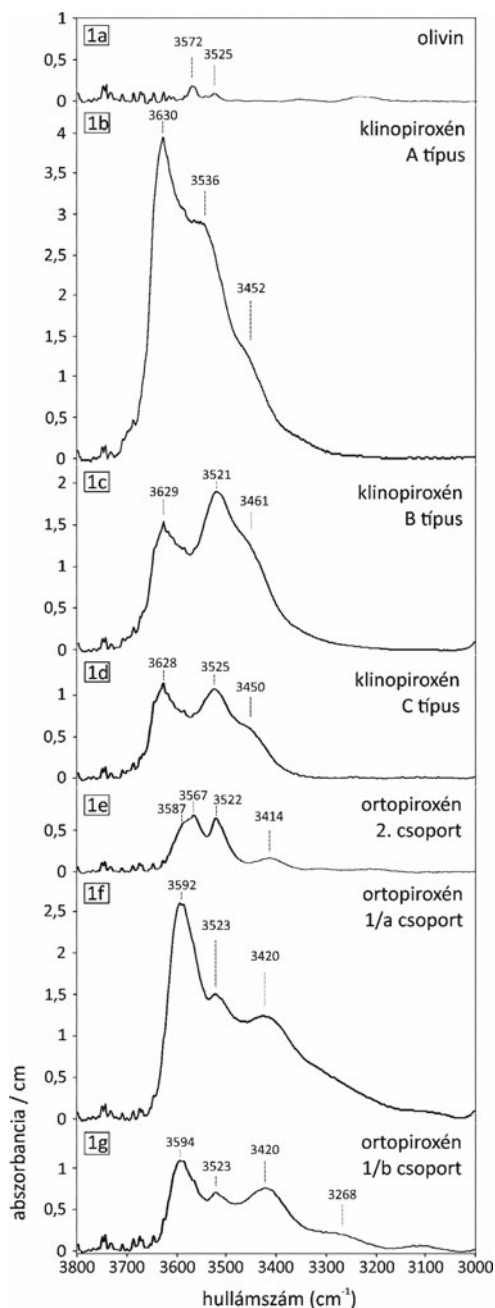 1
1a
3572
3525
olivin
0,5
0
1b
3630
klinopiroxén
A típus
4
3536
3,5
3
3452
2,5
2
1,5
1
0,5
0
1c
3629
3521
3461
klinopiroxén
B típus
2
1,5
1
0,5
0
1d
3628
3525
3450
klinopiroxén
C típus
1
0,5
0
1e
3587
3567
3522
3414
ortopiroxén
2. csoport
0,5
0
1f
3592
ortopiroxén
1/a csoport
2,5
3523
3420
2
1,5
1
0,5
0
1g
3594
3523
3420
3268
ortopiroxén
1/b csoport
1
0,5
0
3800 3700 3600 3500 3400 3300 3200 3100 3000
hullámszám (cm-1)
abszorbancia / cm